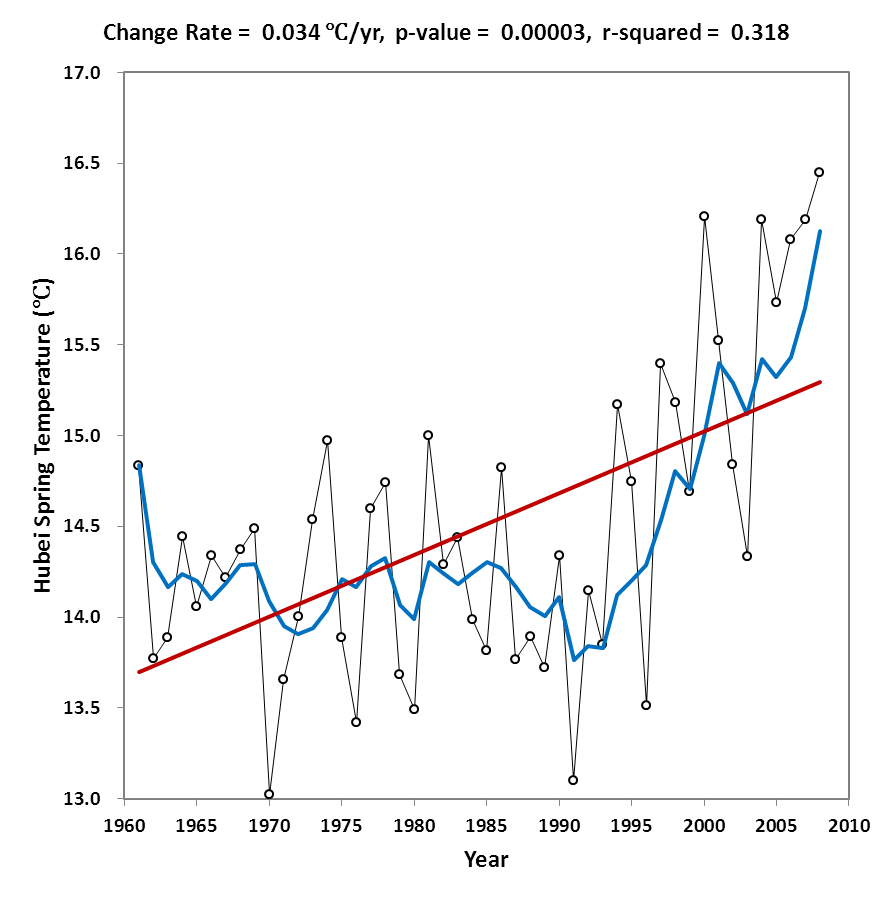 Change Rate = 0.034 ℃/yr, p-value = 0.00003, r-squared = 0.318
17.0
16.5
16.0
15.5
15.0
14.5
14.0
13.5
13.0
Hubei Spring Temperature (℃)
1960 1965 1970 1975 1980 1985 1990 1995 2000 2005 2010
Year